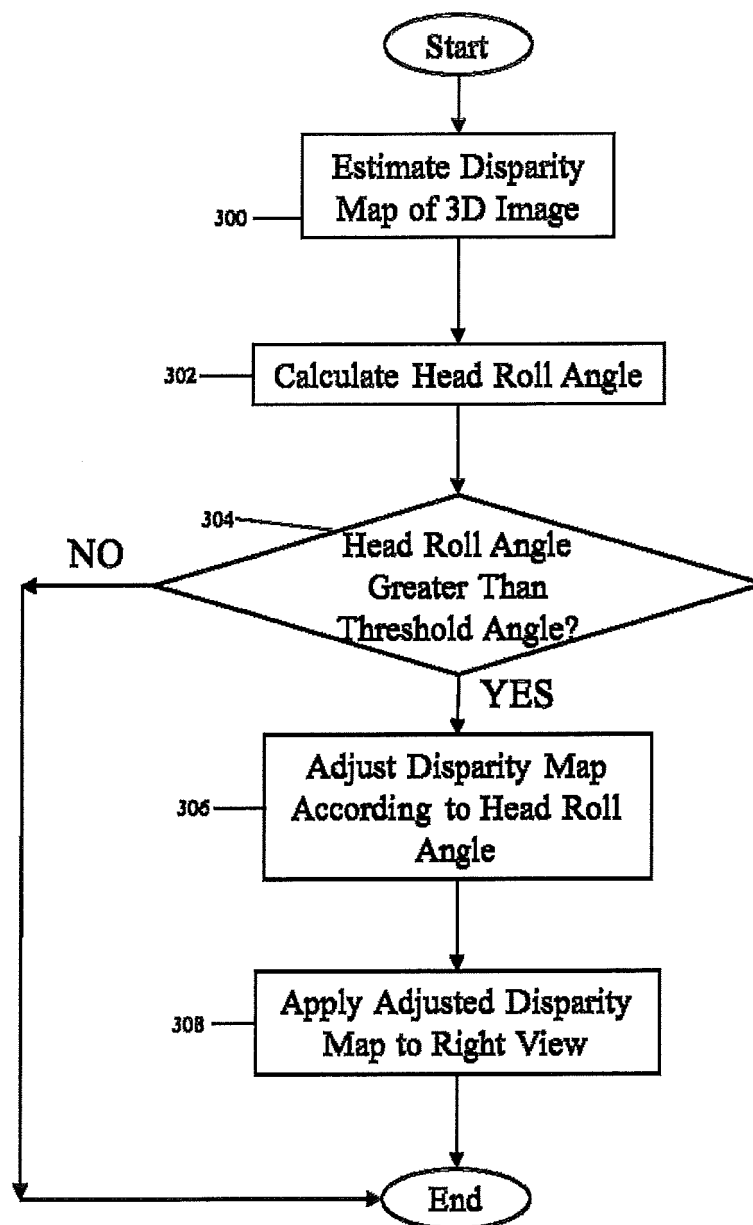 Start
Estimate Disparity
Map of 3D Image
300
302
Calculate Head Roll Angle
304
NO
Head Roll Angle
Greater Than
Threshold Angle?
YES
Adjust Disparity Map
According to Head Roll
Angle
306
308
Apply Adjusted Disparity
Map to Right View
End